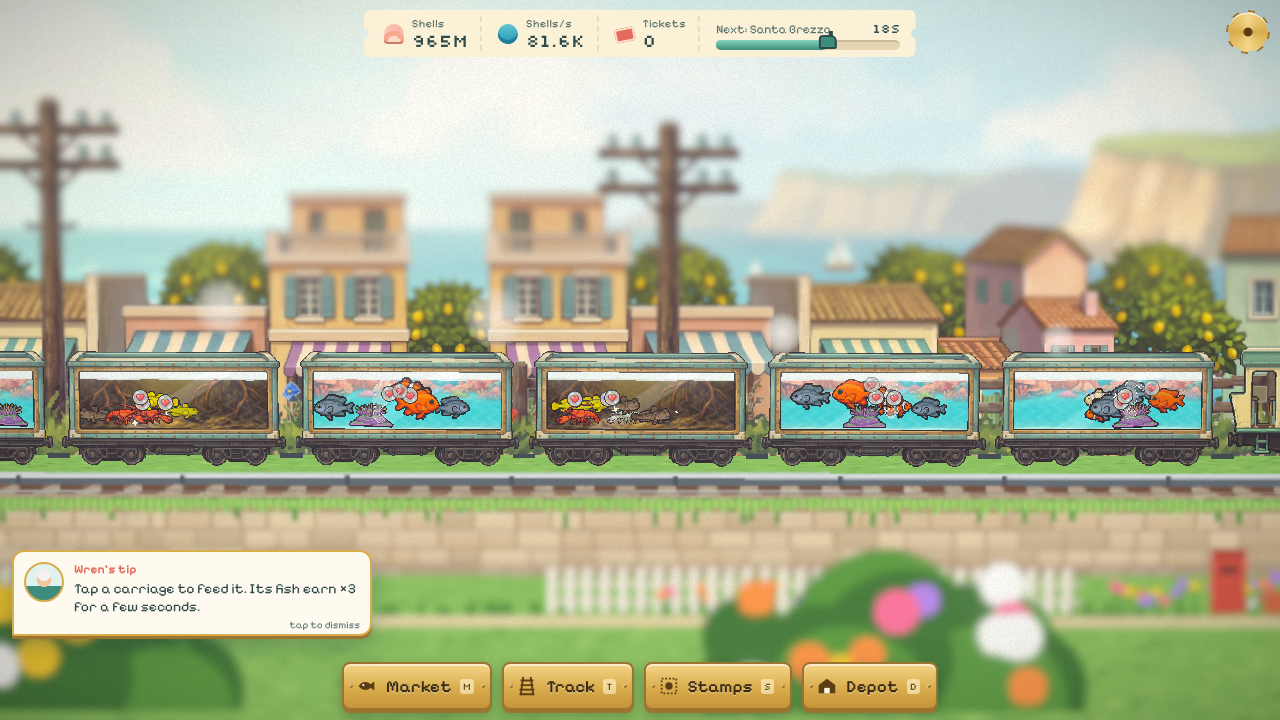 Shells
965M
Shells/s
81.6K
Tickets
0
Next: Santa Brezza
18s
Wren's tip
Tap a carriage to feed it. Its fish earn ×3
for a few seconds.
tap to dismiss
Market M
Track T
Stamps S
Depot D